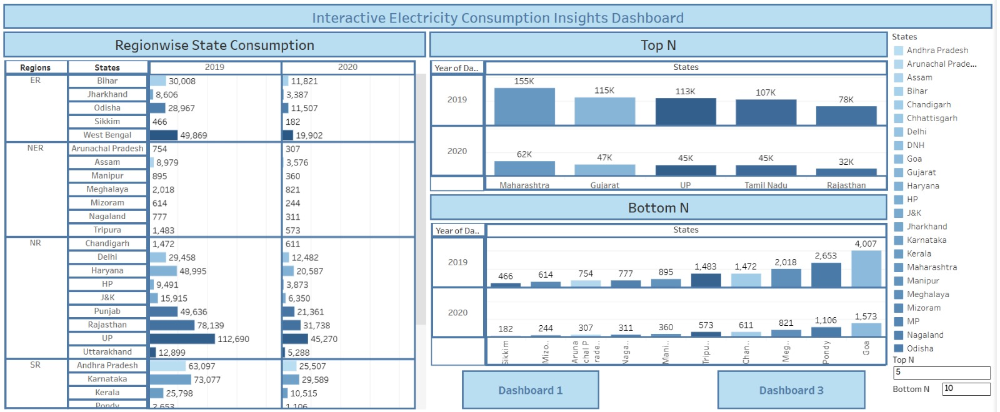 Interactive Electricity Consumption Insights Dashboard
Regionwise State Consumption
Regions States 2019 2020
ER Bihar 30,008 11,821
Jharkhand 8,606 3,387
Odisha 28,967 11,507
Sikkim 466 182
West Bengal 49,869 19,902
NER Arunachal Pradesh 754 307
Assam 8,979 3,576
Manipur 895 360
Meghalaya 2,018 821
Mizoram 614 244
Nagaland 777 311
Tripura 1,483 573
NR Chandigarh 1,472 611
Delhi 29,458 12,482
Haryana 48,995 20,587
HP 9,491 3,873
J&K 15,915 6,350
Punjab 49,636 21,361
Rajasthan 78,139 31,738
UP 112,690 45,270
Uttarakhand 12,899 5,288
SR Andhra Pradesh 63,097 25,507
Karnataka 73,077 29,589
Kerala 25,798 10,515
Pondy 2,653 1,106
Top N
Year of Da.. States
2019 155K 115K 113K 107K 78K
2020 62K 47K 45K 45K 32K
Maharashtra Gujarat UP Tamil Nadu Rajasthan
Bottom N
Year of Da.. States
2019 466 614 754 777 895 1,483 1,472 2,018 2,653 4,007
2020 182 244 307 311 360 573 611 821 1,106 1,573
Sikkim Mizo.. Aruna chal P rade.. Naga.. Mani.. Tripu.. Chan.. Meg.. Pondy Goa
Dashboard 1 Dashboard 3
States
Andhra Pradesh
Arunachal Prade...
Assam
Bihar
Chandigarh
Chhattisgarh
Delhi
DNH
Goa
Gujarat
Haryana
HP
J&K
Jharkhand
Karnataka
Kerala
Maharashtra
Manipur
Meghalaya
Mizoram
MP
Nagaland
Odisha
Top N
5
Bottom N 10